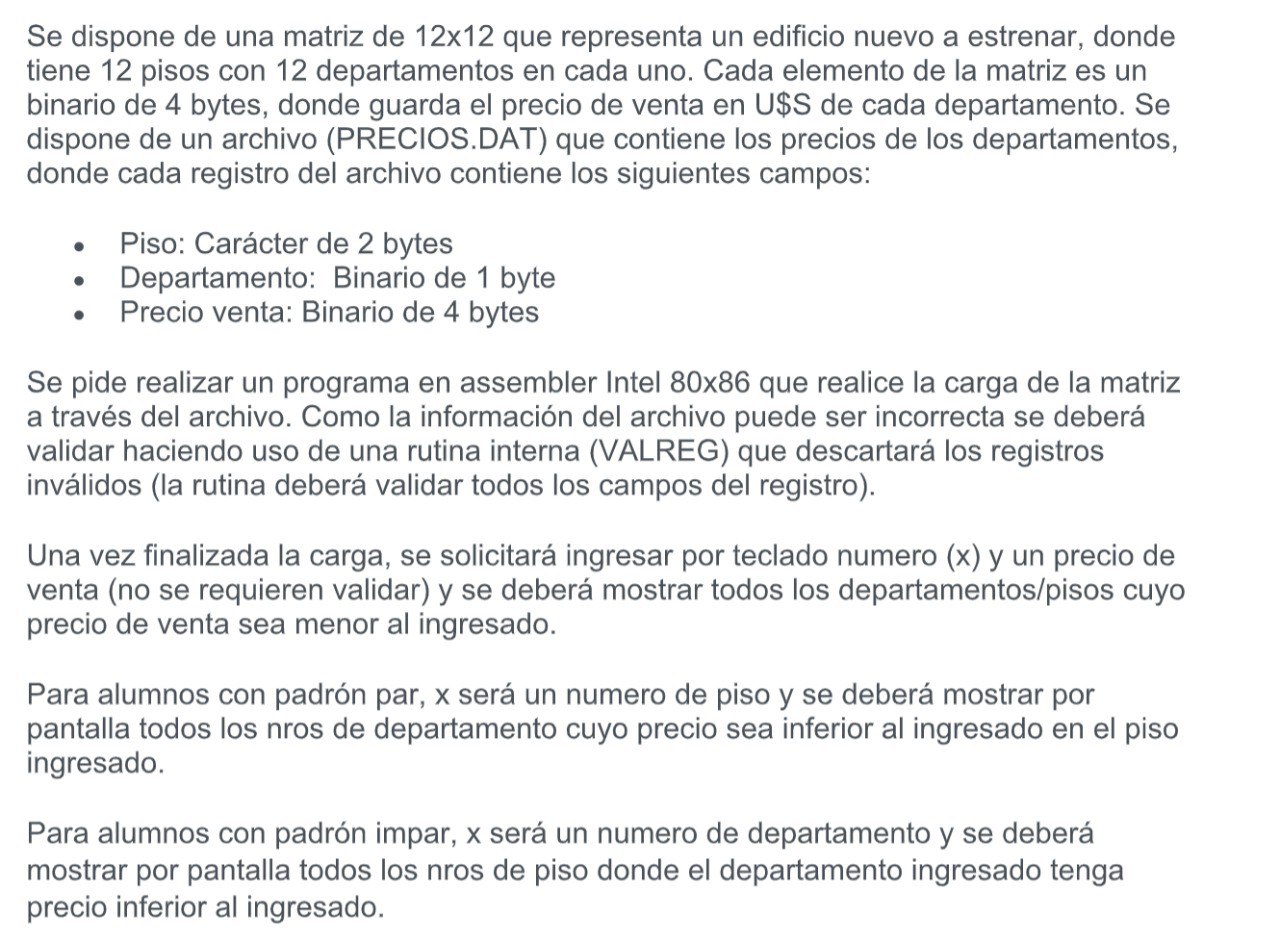 Se dispone de una matriz de 12x12 que representa un edificio nuevo a estrenar, donde
tiene 12 pisos con 12 departamentos en cada uno. Cada elemento de la matriz es un
binario de 4 bytes, donde guarda el precio de venta en U$S de cada departamento. Se
dispone de un archivo (PRECIOS.DAT) que contiene los precios de los departamentos,
donde cada registro del archivo contiene los siguientes campos:
• Piso: Carácter de 2 bytes
• Departamento: Binario de 1 byte
• Precio venta: Binario de 4 bytes
Se pide realizar un programa en assembler Intel 80x86 que realice la carga de la matriz
a través del archivo. Como la información del archivo puede ser incorrecta se deberá
validar haciendo uso de una rutina interna (VALREG) que descartará los registros
inválidos (la rutina deberá validar todos los campos del registro).
Una vez finalizada la carga, se solicitará ingresar por teclado numero (x) y un precio de
venta (no se requieren validar) y se deberá mostrar todos los departamentos/pisos cuyo
precio de venta sea menor al ingresado.
Para alumnos con padrón par, x será un numero de piso y se deberá mostrar por
pantalla todos los nros de departamento cuyo precio sea inferior al ingresado en el piso
ingresado.
Para alumnos con padrón impar, x será un numero de departamento y se deberá
mostrar por pantalla todos los nros de piso donde el departamento ingresado tenga
precio inferior al ingresado.